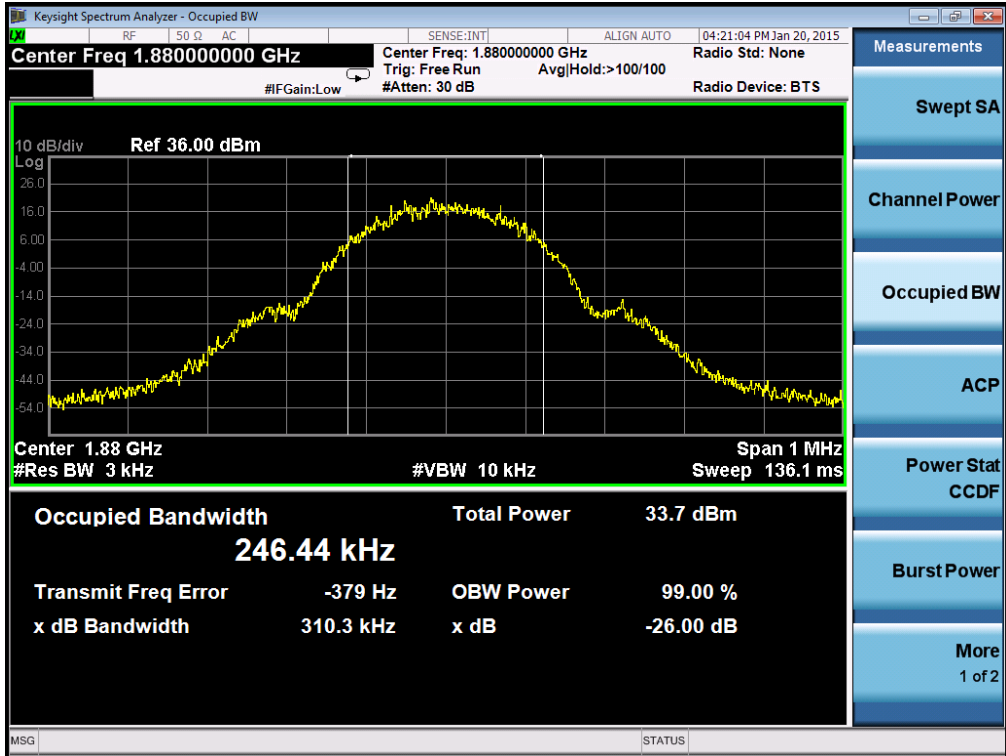 Keysight Spectrum Analyzer - Occupied BW
LXI RF 50 Ω AC SENSE:INT ALIGN AUTO 04:21:04 PM Jan 20, 2015
Center Freq 1.880000000 GHz
Center Freq: 1.880000000 GHz Radio Std: None
Trig: Free Run Avg|Hold:>100/100
#IFGain:Low #Atten: 30 dB Radio Device: BTS
10 dB/div Ref 36.00 dBm
Log
26.0
16.0
6.00
-4.00
-14.0
-24.0
-34.0
-44.0
-54.0
Center 1.88 GHz Span 1 MHz
#Res BW 3 kHz #VBW 10 kHz Sweep 136.1 ms
Occupied Bandwidth Total Power 33.7 dBm
246.44 kHz
Transmit Freq Error -379 Hz OBW Power 99.00 %
x dB Bandwidth 310.3 kHz x dB -26.00 dB
Measurements
Swept SA
Channel Power
Occupied BW
ACP
Power Stat
CCDF
Burst Power
More
1 of 2
MSG STATUS